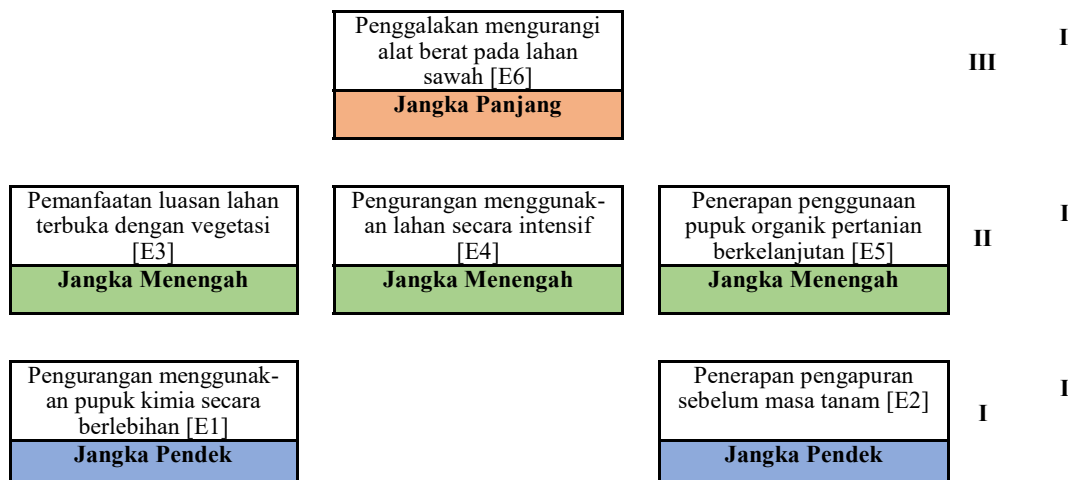 Penggalakan mengurangi
alat berat pada lahan
sawah [E6]
Jangka Panjang
III
I
Pemanfaatan luasan lahan
terbuka dengan vegetasi
[E3]
Jangka Menengah
Pengurangan menggunak-
an lahan secara intensif
[E4]
Jangka Menengah
Penerapan penggunaan
pupuk organik pertanian
berkelanjutan [E5]
Jangka Menengah
II
I
Pengurangan menggunak-
an pupuk kimia secara
berlebihan [E1]
Jangka Pendek
Penerapan pengapuran
sebelum masa tanam [E2]
Jangka Pendek
I
I